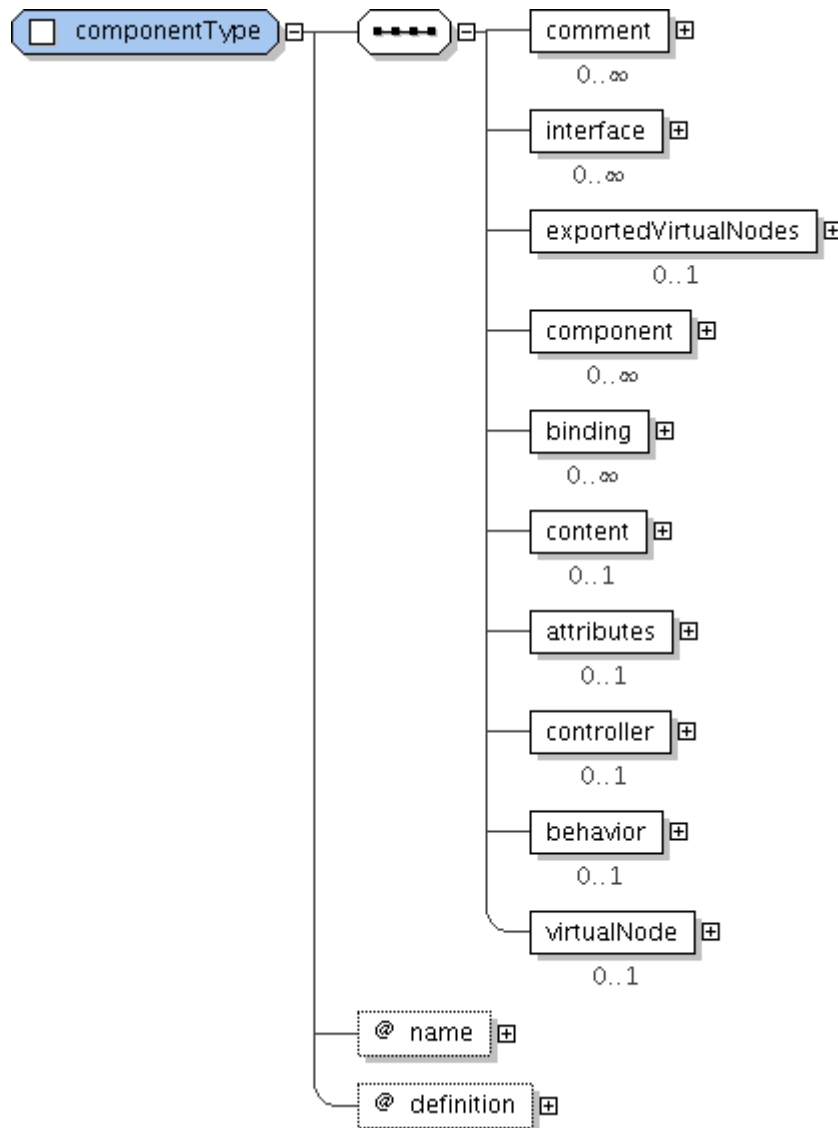 componentType
comment
0..∞
interface
0..∞
exportedVirtualNodes
0..1
component
0..∞
binding
0..∞
content
0..1
attributes
0..1
controller
0..1
behavior
0..1
virtualNode
0..1
@ name
@ definition